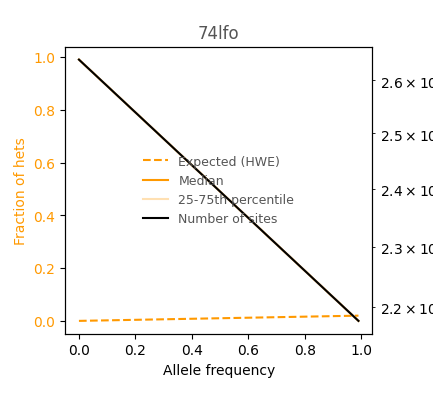 74lfo
Fraction of hets
1.0
0.8
0.6
0.4
0.2
0.0
Expected (HWE)
Median
25-75th percentile
Number of sites
2.6 × 10
2.5 × 10
2.4 × 10
2.3 × 10
2.2 × 10
0.0 0.2 0.4 0.6 0.8 1.0
Allele frequency